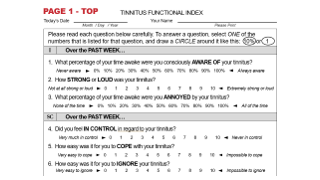 PAGE 1 - TOP
TINNITUS FUNCTIONAL INDEX
Today's Date
Your Name
Month / Day / Year
Please Print
Please read each question below carefully. To answer a question, select ONE of the
numbers that is listed for that question, and draw a CIRCLE around it like this: 10% or 1
I Over the PAST WEEK…
1. What percentage of your time awake were you consciously AWARE OF your tinnitus?
Never aware ► 0% 10% 20% 30% 40% 50% 60% 70% 80% 90% 100% ◄ Always aware
2. How STRONG or LOUD was your tinnitus?
Not at all strong or loud ► 0 1 2 3 4 5 6 7 8 9 10 ◄ Extremely strong or loud
3. What percentage of your time awake were you ANNOYED by your tinnitus?
None of the time ► 0% 10% 20% 30% 40% 50% 60% 70% 80% 90% 100% ◄ All of the time
SC Over the PAST WEEK…
4. Did you feel IN CONTROL in regard to your tinnitus?
Very much in control ► 0 1 2 3 4 5 6 7 8 9 10 ◄ Never in control
5. How easy was it for you to COPE with your tinnitus?
Very easy to cope ► 0 1 2 3 4 5 6 7 8 9 10 ◄ Impossible to cope
6. How easy was it for you to IGNORE your tinnitus?
Very easy to ignore ► 0 1 2 3 4 5 6 7 8 9 10 ◄ Impossible to ignore